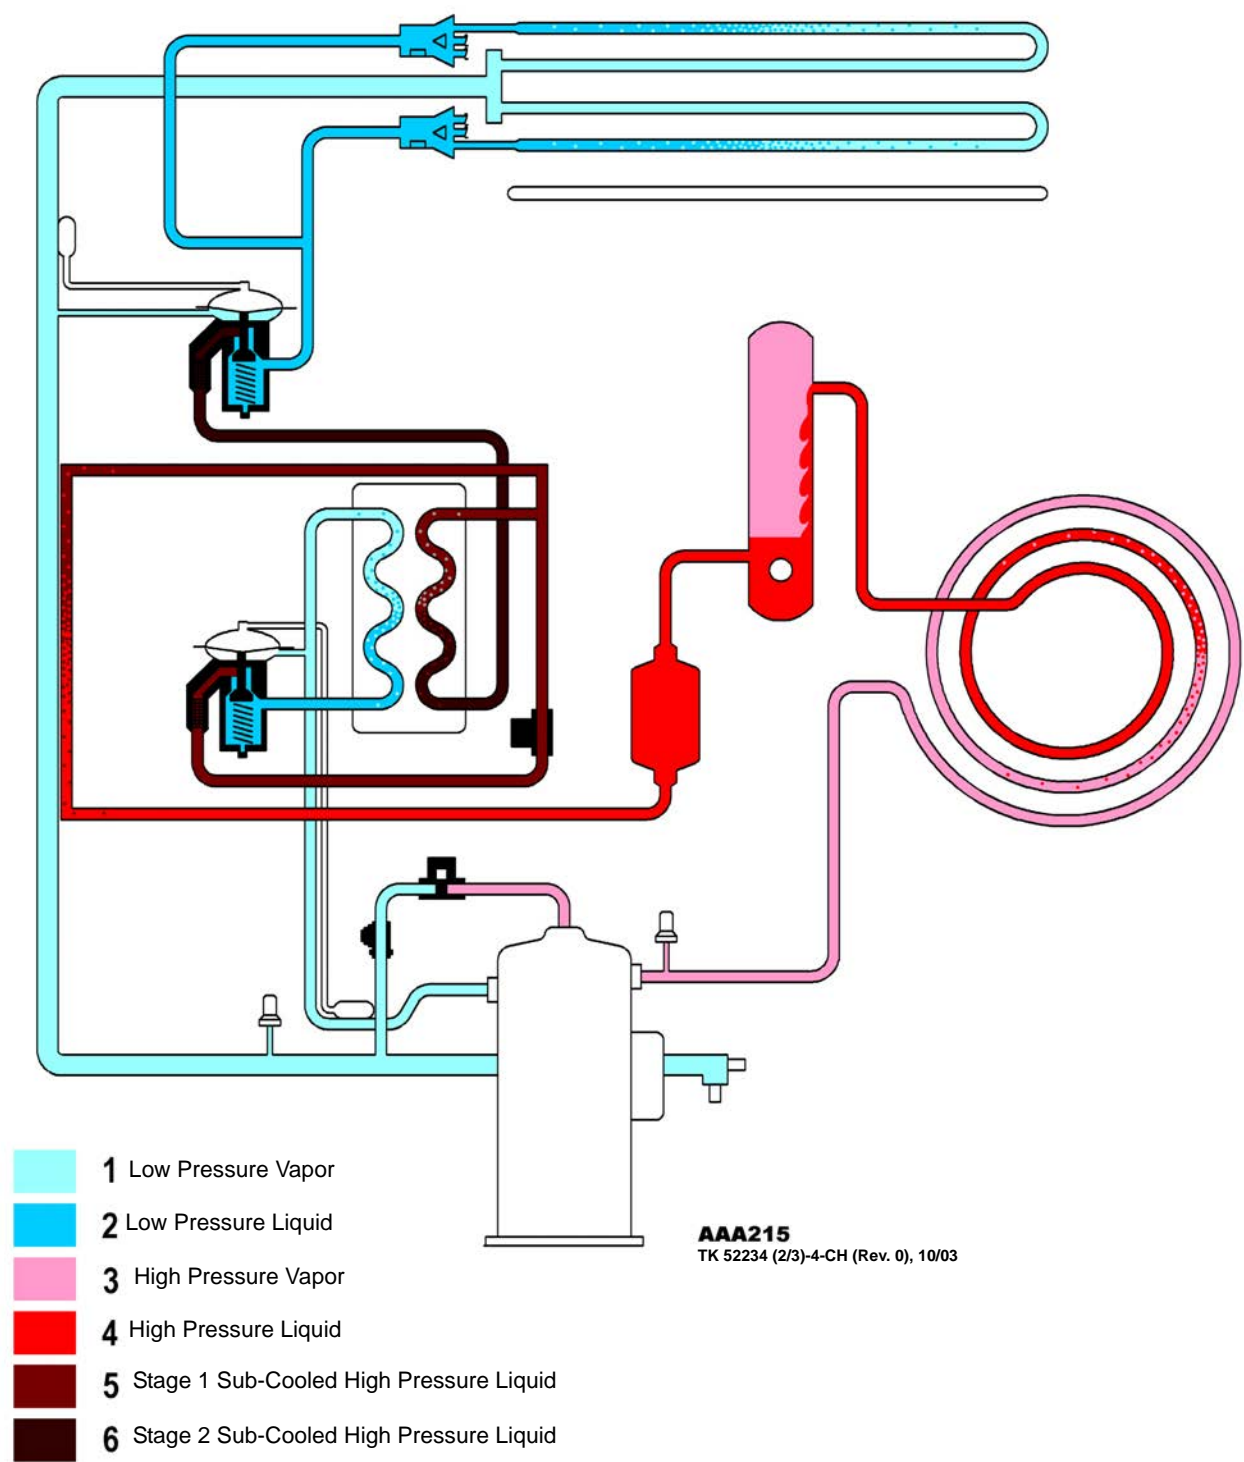 1 Low Pressure Vapor
2 Low Pressure Liquid
3 High Pressure Vapor
4 High Pressure Liquid
5 Stage 1 Sub-Cooled High Pressure Liquid
6 Stage 2 Sub-Cooled High Pressure Liquid
AAA215
TK 52234 (2/3)-4-CH (Rev. 0), 10/03